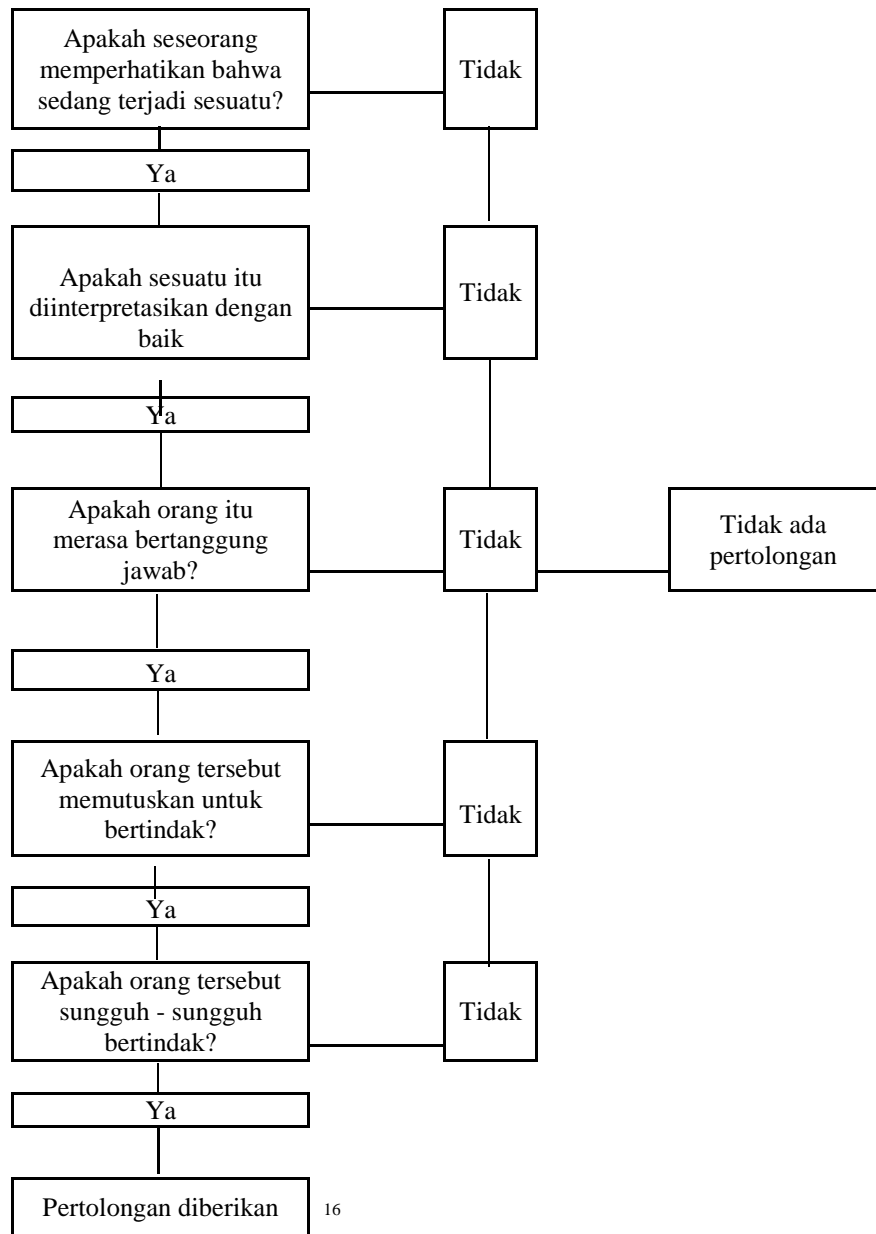 Apakah seseorang
memperhatikan bahwa
sedang terjadi sesuatu?
Tidak
Ya
Apakah sesuatu itu
diinterpretasikan dengan
baik
Tidak
Ya
Apakah orang itu
merasa bertanggung
jawab?
Tidak
Tidak ada
pertolongan
Ya
Apakah orang tersebut
memutuskan untuk
bertindak?
Tidak
Ya
Apakah orang tersebut
sungguh - sungguh
bertindak?
Tidak
Ya
Pertolongan diberikan
16